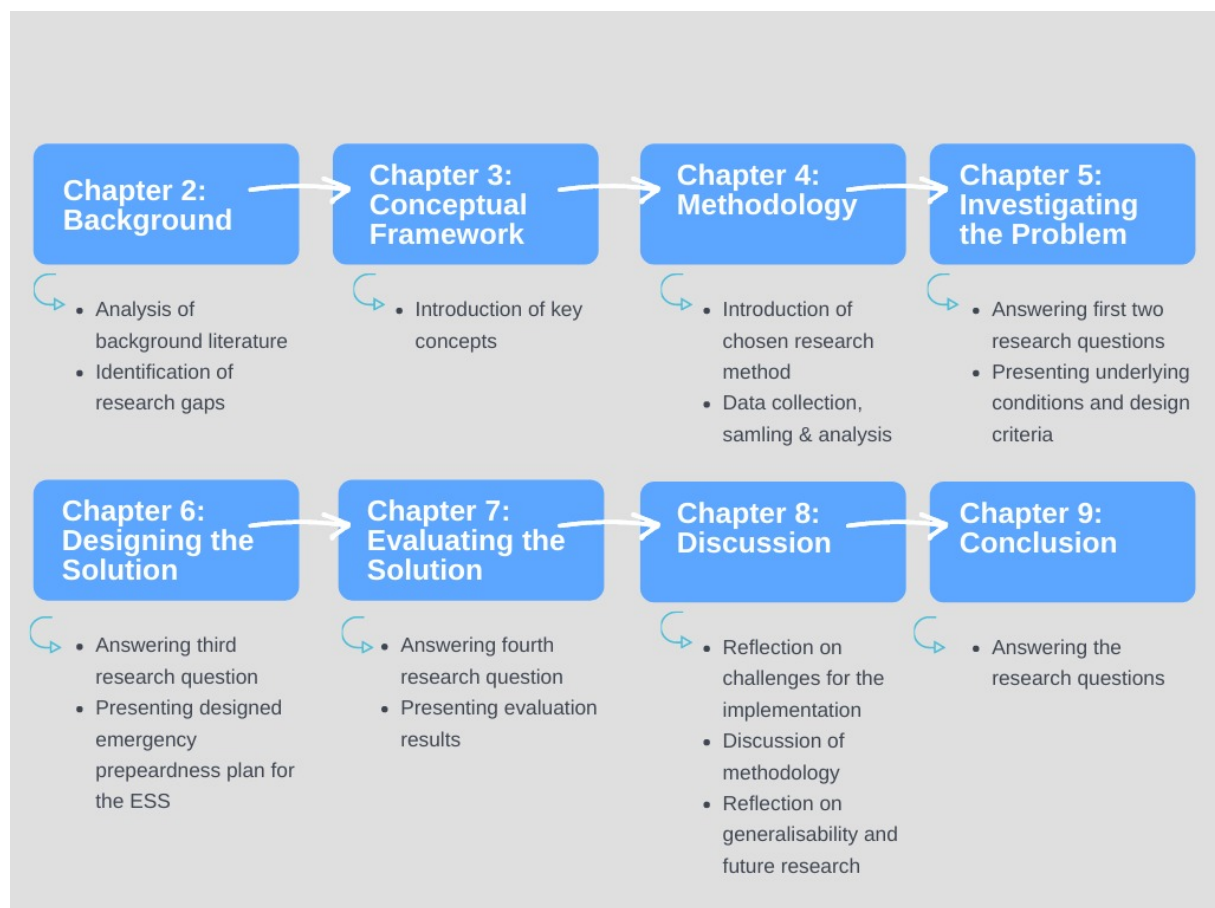 Chapter 2:
Background
• Analysis of
background literature
• Identification of
research gaps
Chapter 3:
Conceptual
Framework
• Introduction of key
concepts
Chapter 4:
Methodology
• Introduction of
chosen research
method
• Data collection,
samling & analysis
Chapter 5:
Investigating
the Problem
• Answering first two
research questions
• Presenting underlying
conditions and design
criteria
Chapter 6:
Designing the
Solution
• Answering third
research question
• Presenting designed
emergency
prepeardness plan for
the ESS
Chapter 7:
Evaluating the
Solution
• Answering fourth
research question
• Presenting evaluation
results
Chapter 8:
Discussion
• Reflection on
challenges for the
implementation
• Discussion of
methodology
• Reflection on
generalisability and
future research
Chapter 9:
Conclusion
• Answering the
research questions